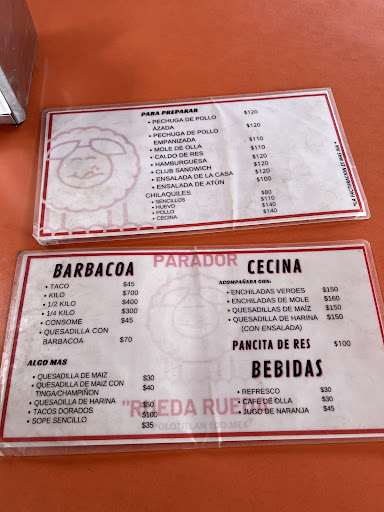 PARA PREPARAR
• PECHUGA DE POLLO AZADA $120
• PECHUGA DE POLLO EMPANIZADA $120
• MOLE DE OLLA $110
• CALDO DE RES $110
• HAMBURGUESA $120
• CLUB SANDWICH $120
• ENSALADA DE LA CASA $120
• ENSALADA DE ATÚN $100
CHILAQUILES
• SENCILLOS $80
• HUEVO $110
• POLLO $140
• CECINA $140
PARADOR
BARBACOA
• TACO $45
• KILO $700
• 1/2 KILO $400
• 1/4 KILO $300
• CONSOME $45
• QUESADILLA CON BARBACOA $70
ALGO MAS
• QUESADILLA DE MAIZ $30
• QUESADILLA DE MAIZ CON TINGA/CHAMPIÑON $40
• QUESADILLA DE HARINA $50
• TACOS DORADOS $100
• SOPE SENCILLO $35
CECINA
ACOMPAÑADA CON:
• ENCHILADAS VERDES $150
• ENCHILADAS DE MOLE $160
• QUESADILLAS DE MAÍZ $150
• QUESADILLA DE HARINA $150
(CON ENSALADA)
PANCITA DE RES $100
BEBIDAS
• REFRESCO $30
• CAFE DE OLLA $30
• JUGO DE NARANJA $45
"RUEDA RUEDA"